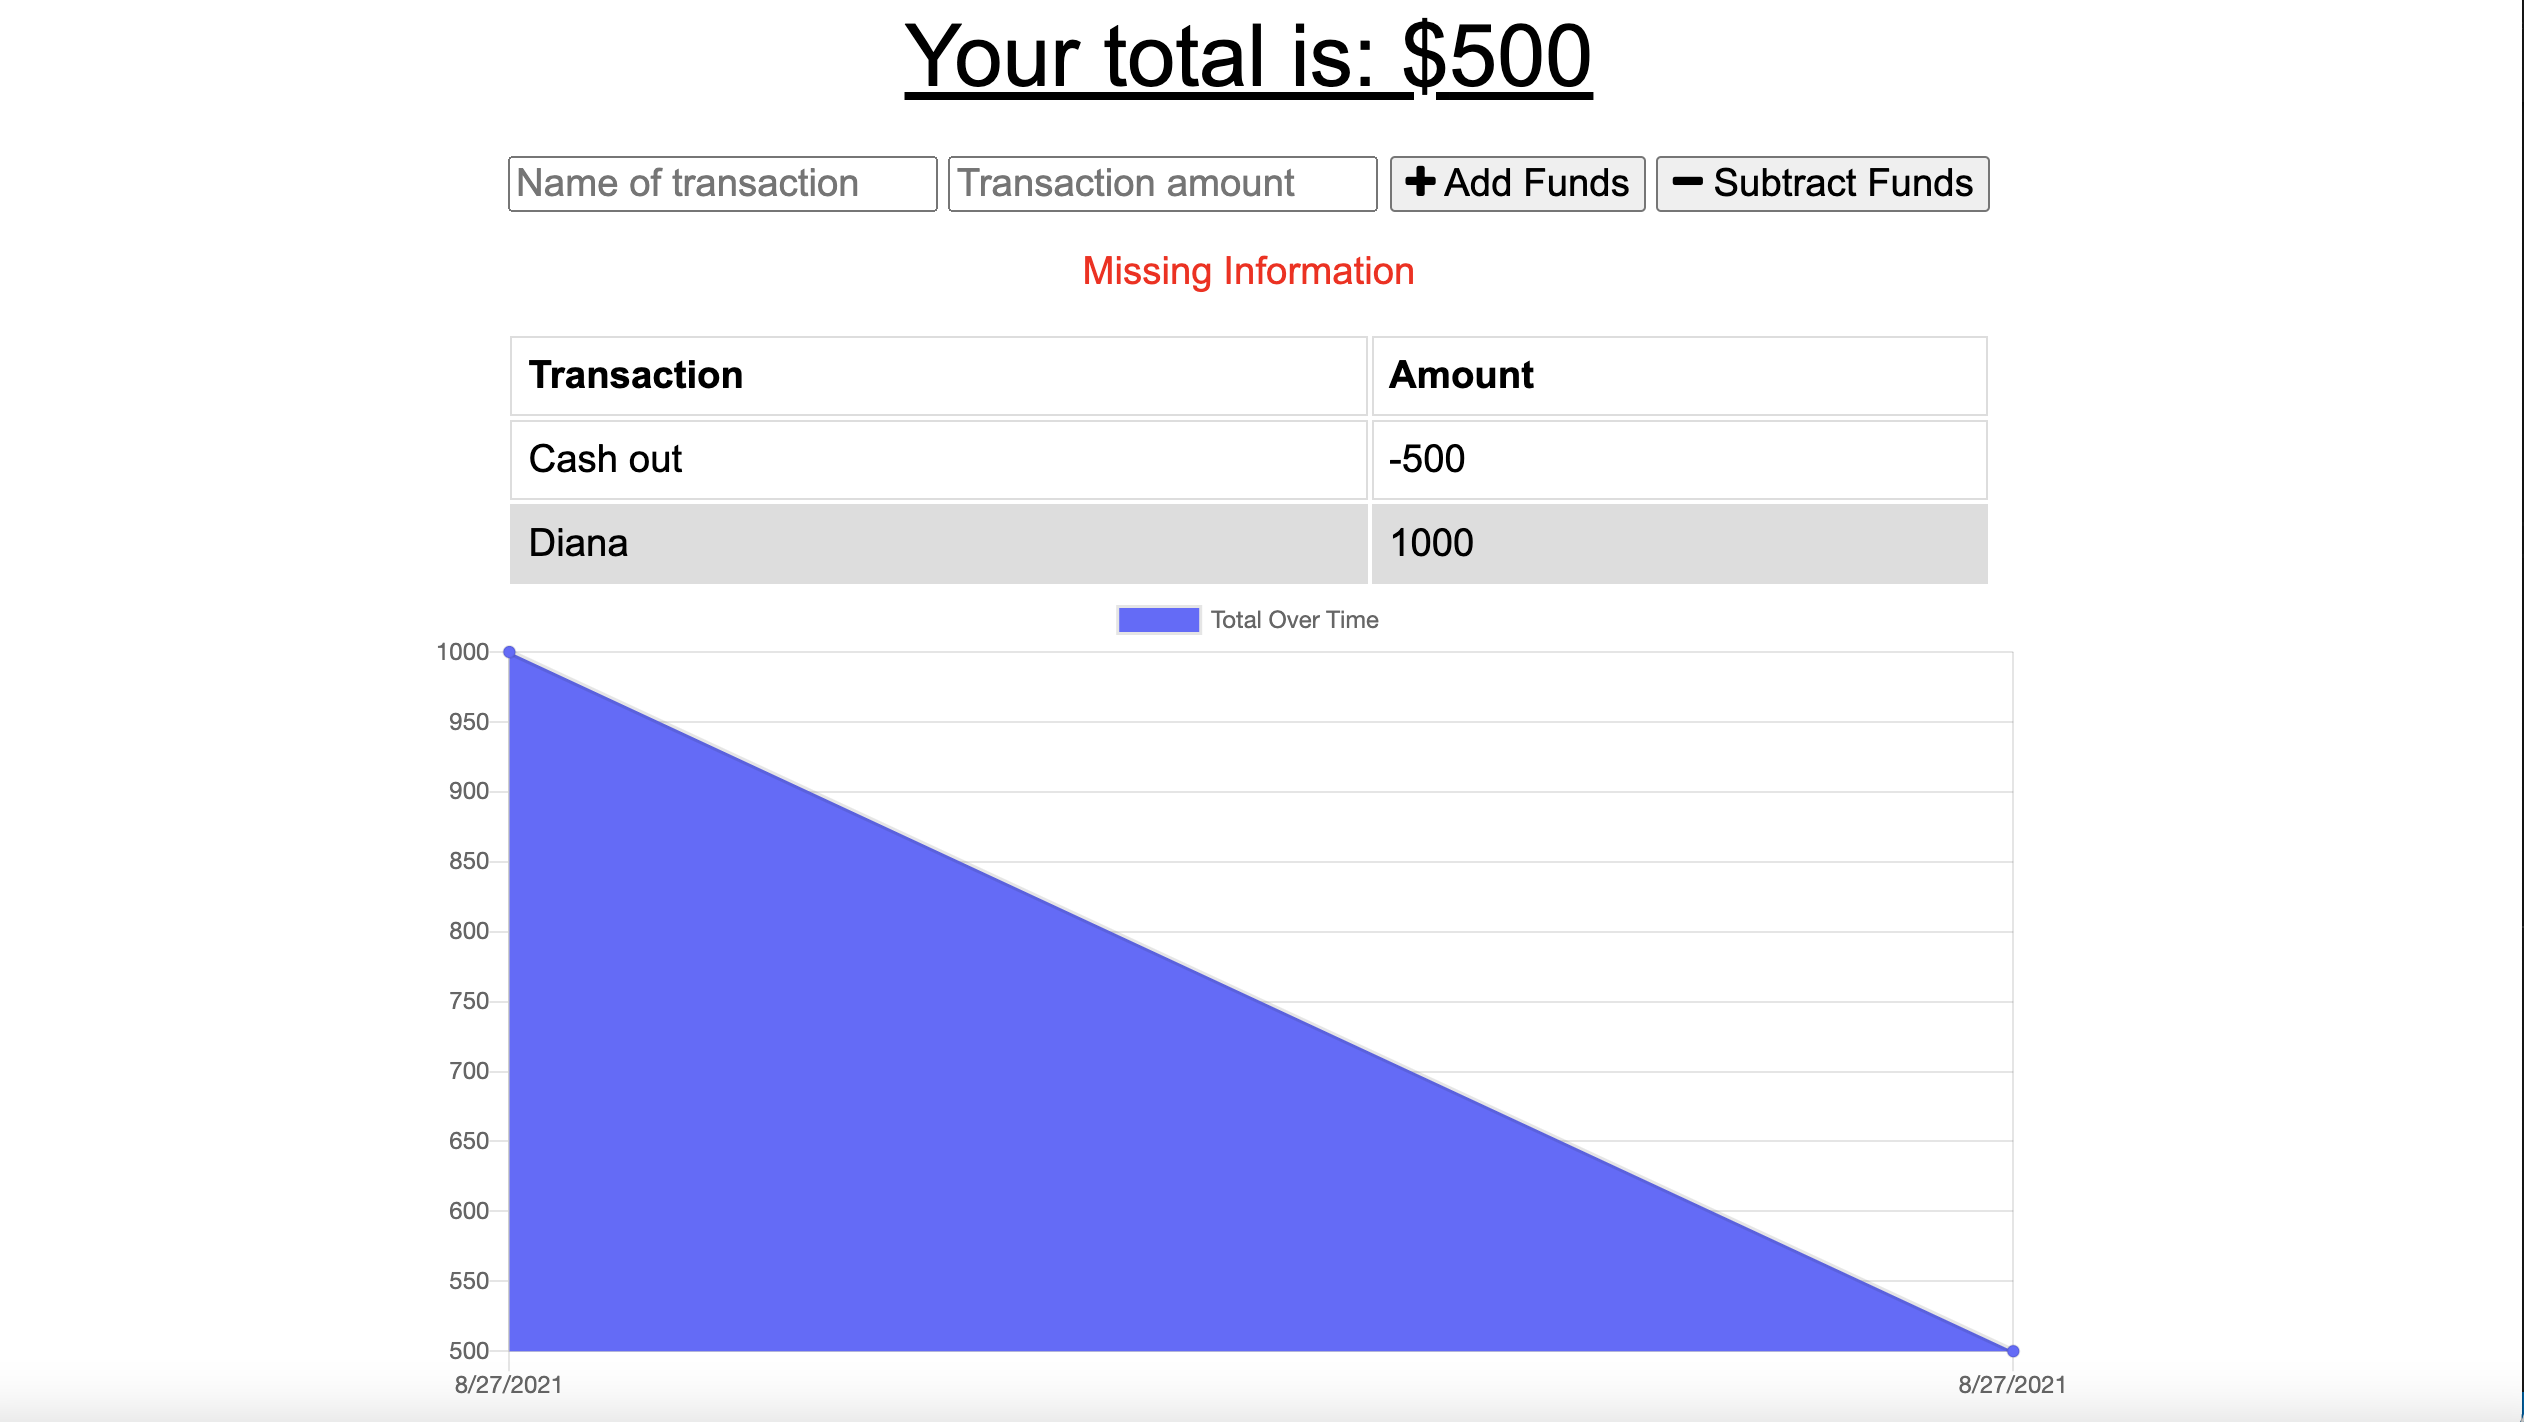 Your total is: $500
Name of transaction Transaction amount Add Funds Subtract Funds
Missing Information
Transaction Amount
Cash out -500
Diana 1000
Total Over Time
1000
950
900
850
800
750
700
650
600
550
500
8/27/2021 8/27/2021